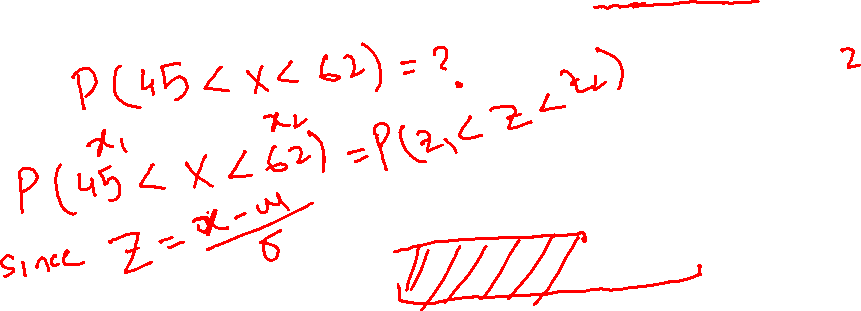 P(45 < X < 62) = ?
x₁ x₂
P(45 < X < 62) = P(z₁ < Z < z₂)
since Z = (x - μ) / σ
2